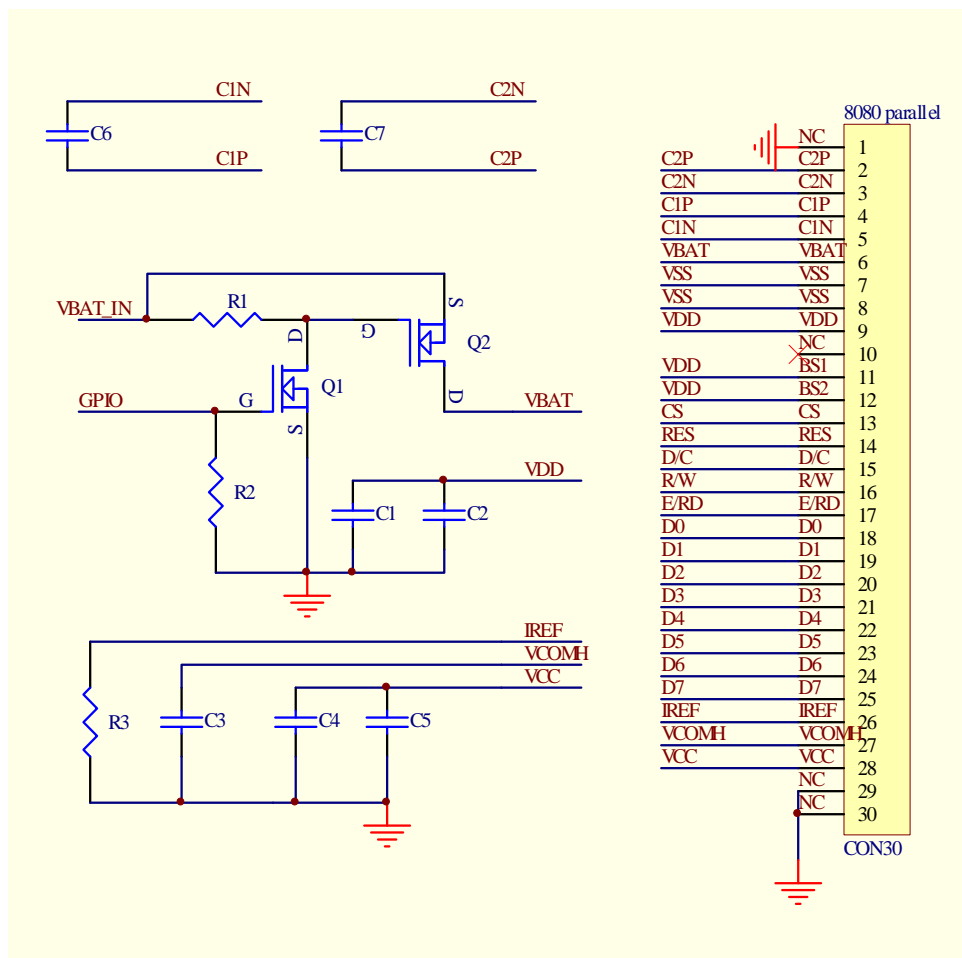 C1N
C6
C1P
C2N
C7
C2P
VBAT_IN
R1
D
G
S
Q2
D
VBAT
GPIO
G
Q1
S
R2
VDD
C1
C2
IREF
VCOMH
VCC
R3
C3
C4
C5
8080 parallel
NC 1
C2P C2P 2
C2N C2N 3
C1P C1P 4
C1N C1N 5
VBAT VBAT 6
VSS VSS 7
VSS VSS 8
VDD VDD 9
NC 10
VDD BS1 11
VDD BS2 12
CS CS 13
RES RES 14
D/C D/C 15
R/W R/W 16
E/RD E/RD 17
D0 D0 18
D1 D1 19
D2 D2 20
D3 D3 21
D4 D4 22
D5 D5 23
D6 D6 24
D7 D7 25
IREF IREF 26
VCOMH VCOMH 27
VCC VCC 28
NC 29
NC 30
CON30